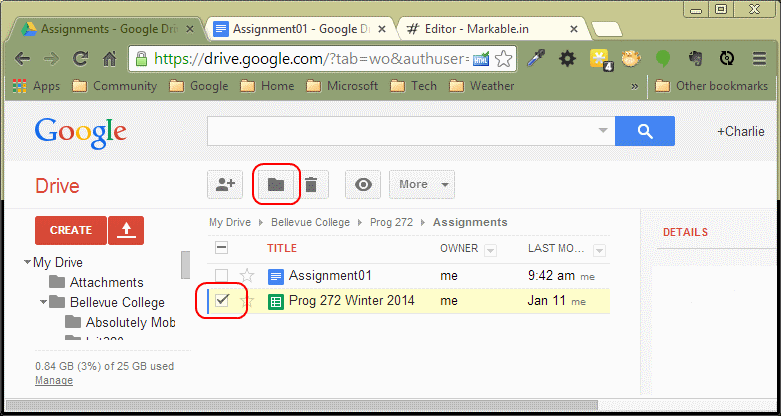 Assignments - Google Driv
Assignment01 - Google D
# Editor - Markable.in
https://drive.google.com/?tab=wo&authuser=
4
Apps Community Google Home Microsoft Tech Weather » Other bookmarks
Google
+Charlie
Drive
More
My Drive Bellevue College Prog 272 Assignments
DETAILS
CREATE
TITLE OWNER LAST MO...
My Drive
Attachments
Bellevue College
Absolutely Mob
Assignment01 me 9:42 am me
Prog 272 Winter 2014 me Jan 11 me
0.84 GB (3%) of 25 GB used
Manage